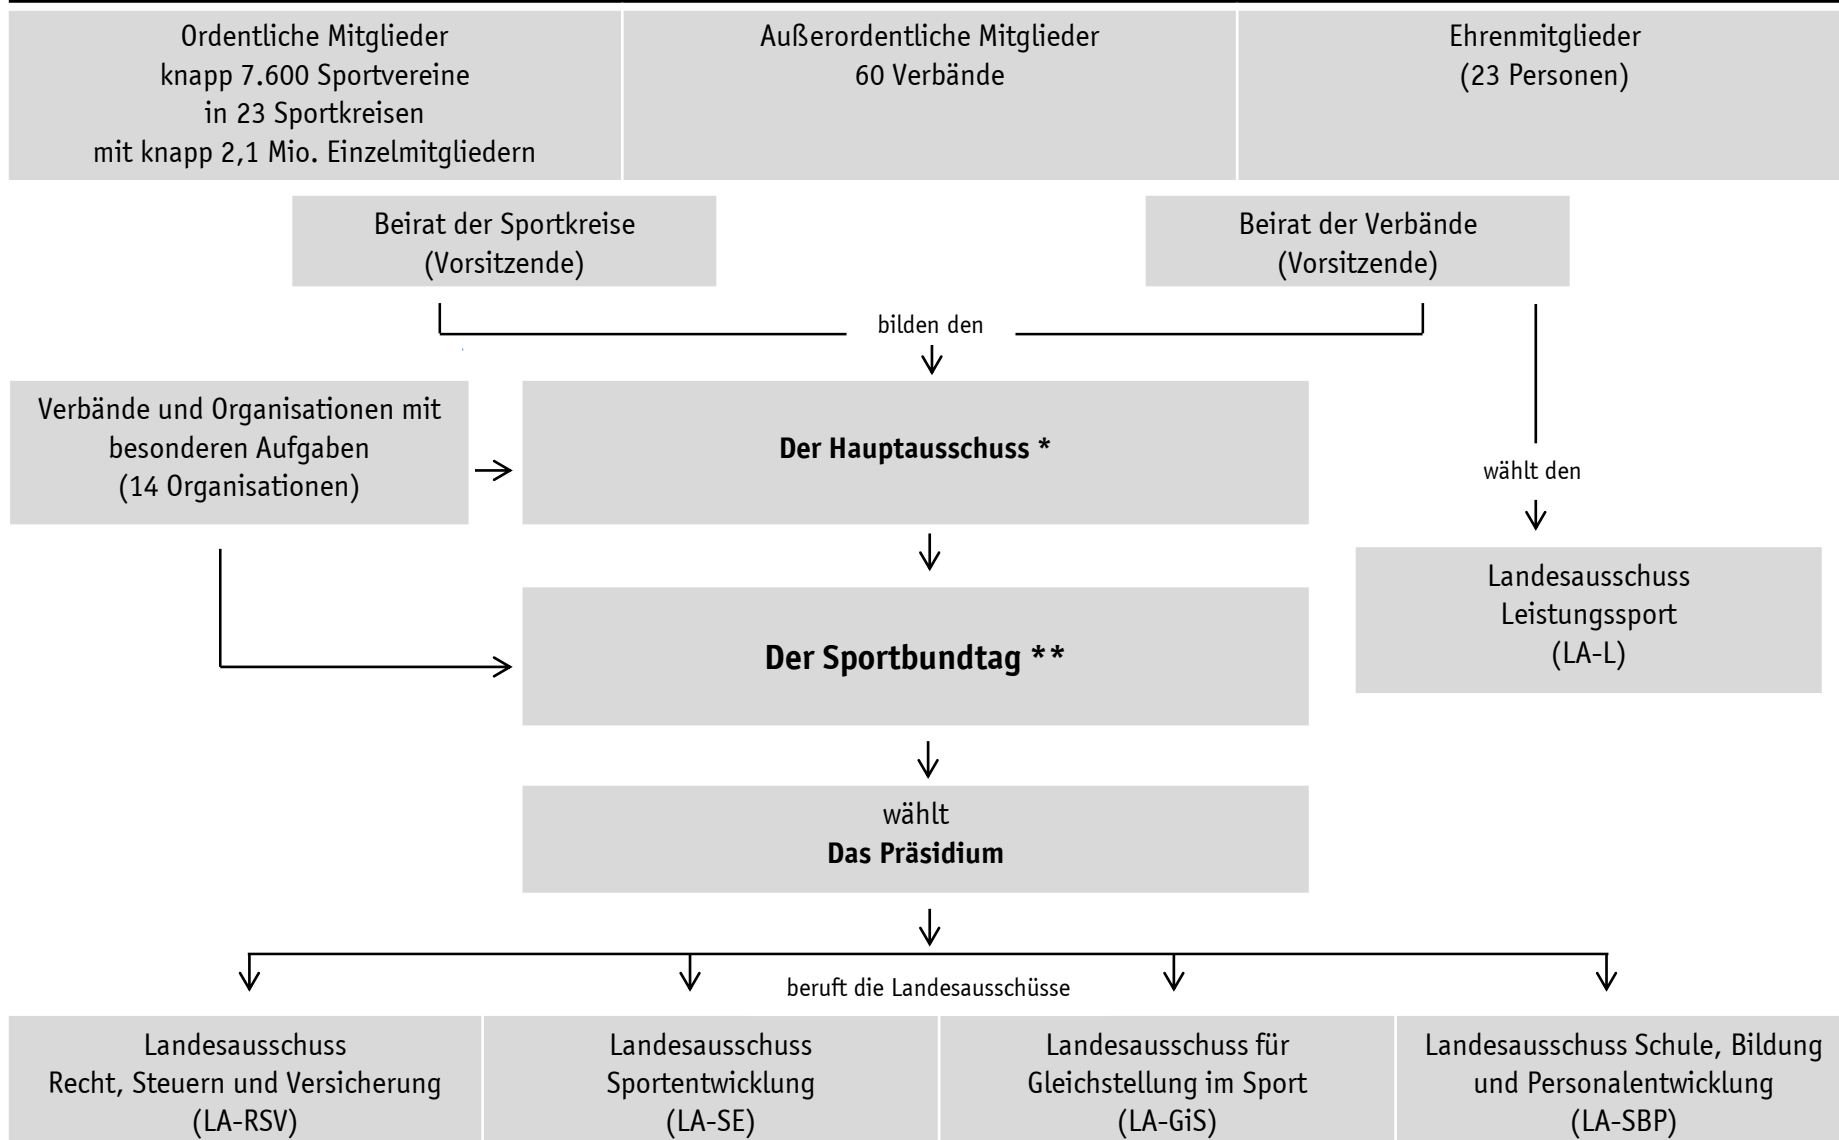 Ordentliche Mitglieder
knapp 7.600 Sportvereine
in 23 Sportkreisen
mit knapp 2,1 Mio. Einzelmitgliedern
Außerordentliche Mitglieder
60 Verbände
Ehrenmitglieder
(23 Personen)
Beirat der Sportkreise
(Vorsitzende)
Beirat der Verbände
(Vorsitzende)
bilden den
Verbände und Organisationen mit
besonderen Aufgaben
(14 Organisationen)
Der Hauptausschuss *
wählt den
Landesausschuss
Leistungssport
(LA-L)
Der Sportbundtag **
wählt
Das Präsidium
beruft die Landesausschüsse
Landesausschuss
Recht, Steuern und Versicherung
(LA-RSV)
Landesausschuss
Sportentwicklung
(LA-SE)
Landesausschuss für
Gleichstellung im Sport
(LA-GiS)
Landesausschuss Schule, Bildung
und Personalentwicklung
(LA-SBP)